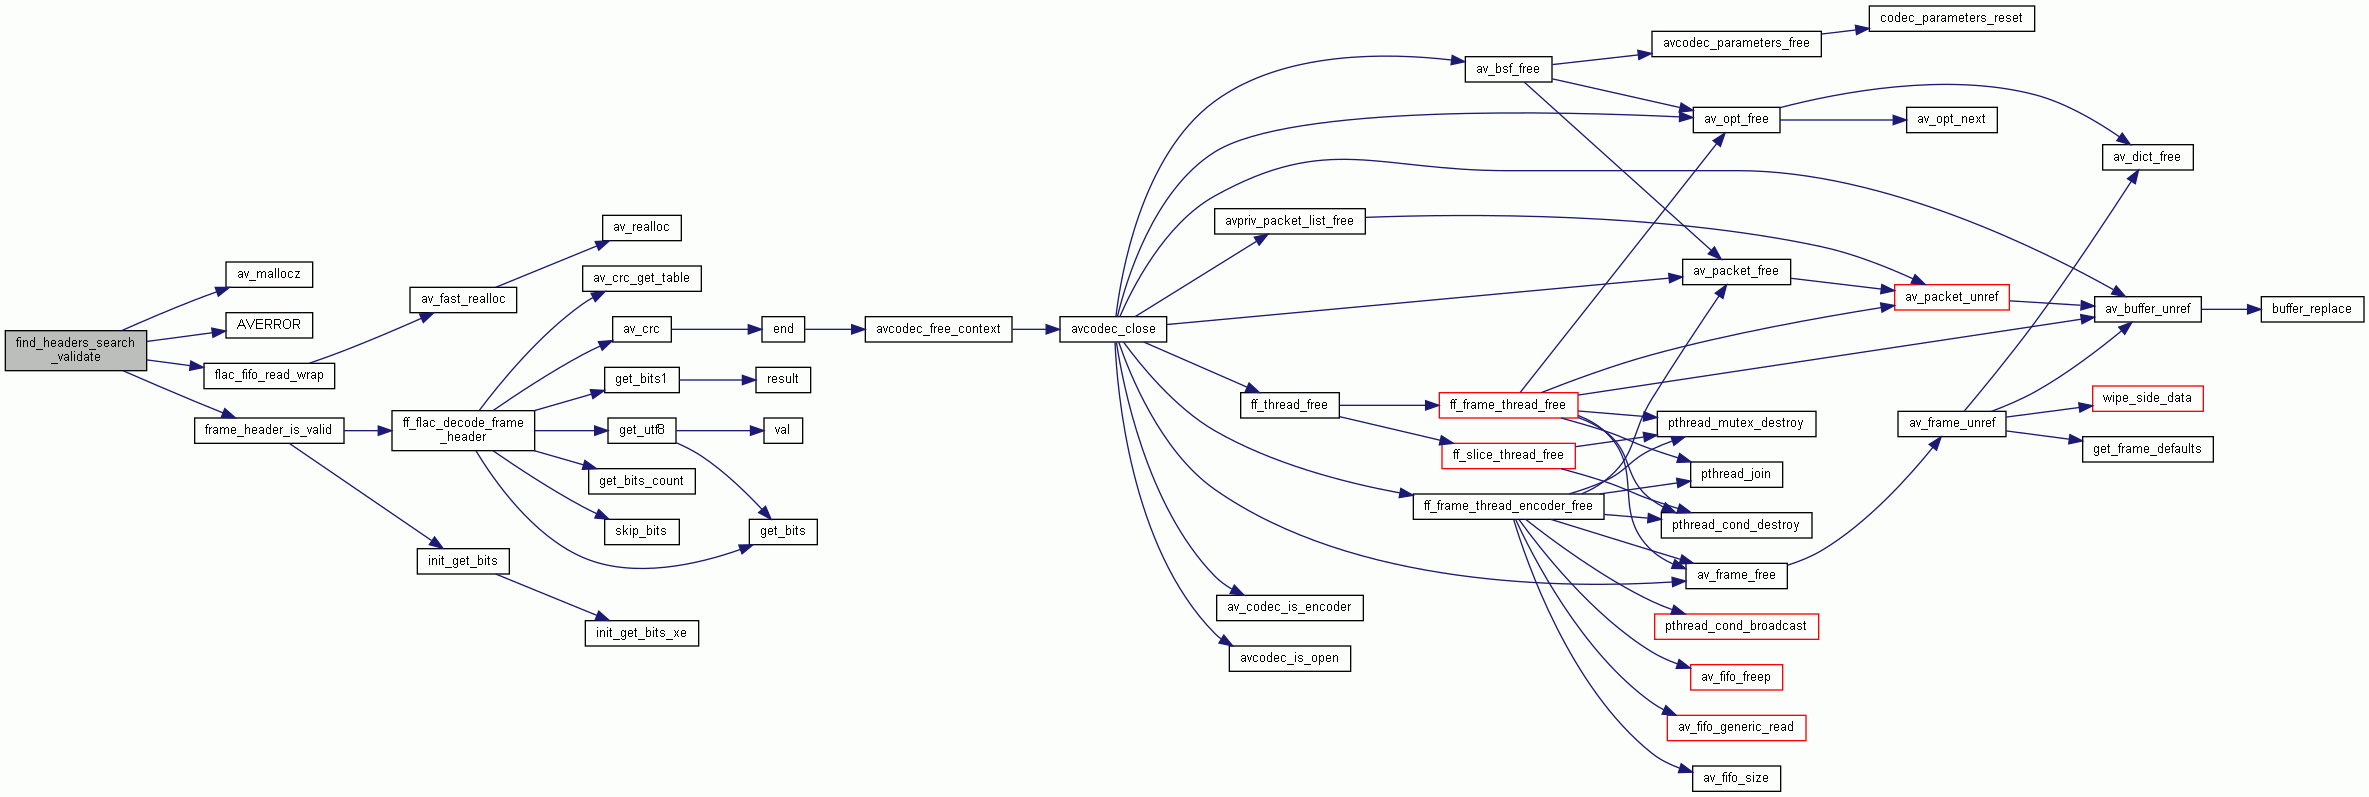 find_headers_search
_validate
av_mallocz
AVERROR
flac_fifo_read_wrap
frame_header_is_valid
av_fast_realloc
ff_flac_decode_frame
_header
init_get_bits
av_realloc
av_crc_get_table
av_crc
get_bits1
get_utf8
get_bits_count
skip_bits
init_get_bits_xe
end
result
val
get_bits
avcodec_free_context
avcodec_close
avpriv_packet_list_free
ff_thread_free
av_codec_is_encoder
avcodec_is_open
av_bsf_free
ff_frame_thread_free
ff_slice_thread_free
ff_frame_thread_encoder_free
avcodec_parameters_free
av_opt_free
av_packet_free
pthread_mutex_destroy
pthread_join
pthread_cond_destroy
av_frame_free
pthread_cond_broadcast
av_fifo_freep
av_fifo_generic_read
av_fifo_size
codec_parameters_reset
av_opt_next
av_packet_unref
av_frame_unref
av_dict_free
av_buffer_unref
wipe_side_data
get_frame_defaults
buffer_replace